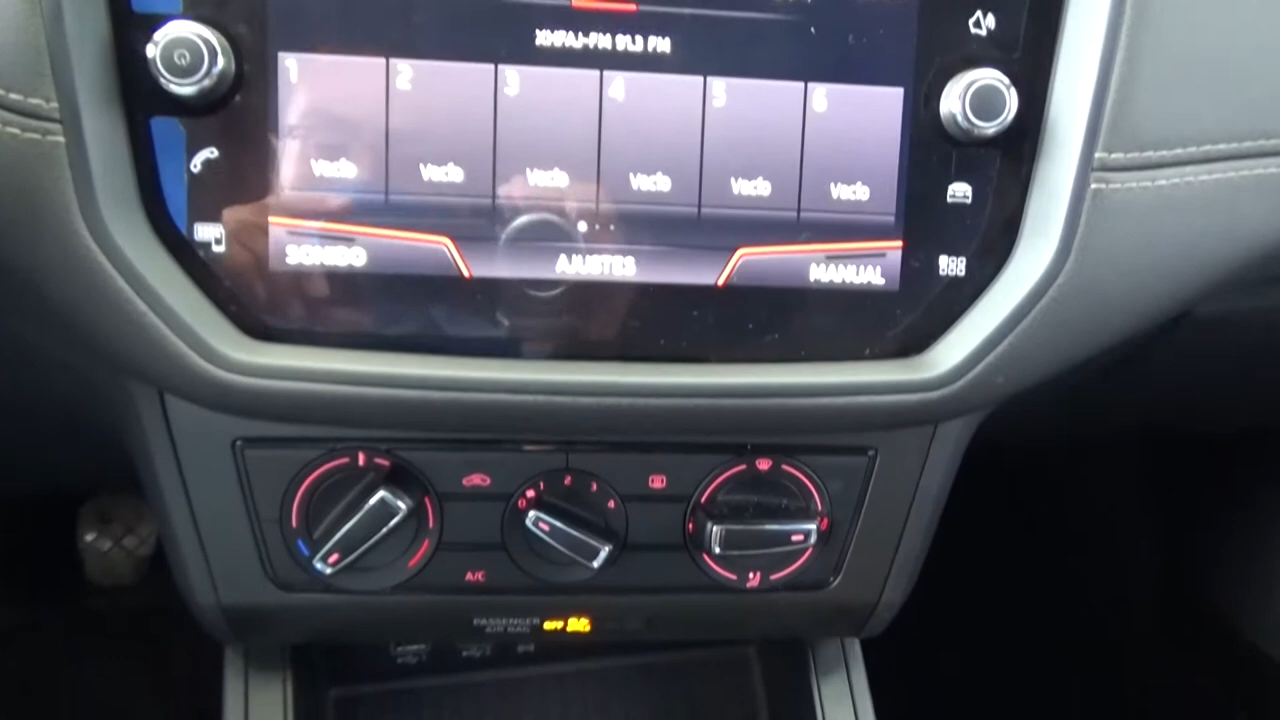 XHFAJ-FM 91.3 FM
1 2 3 4 5 6
Vacío Vacío Vacío Vacío Vacío Vacío
SONIDO AJUSTES MANUAL
0 1 2 3 4
A/C
PASSENGER
AIR BAG OFF